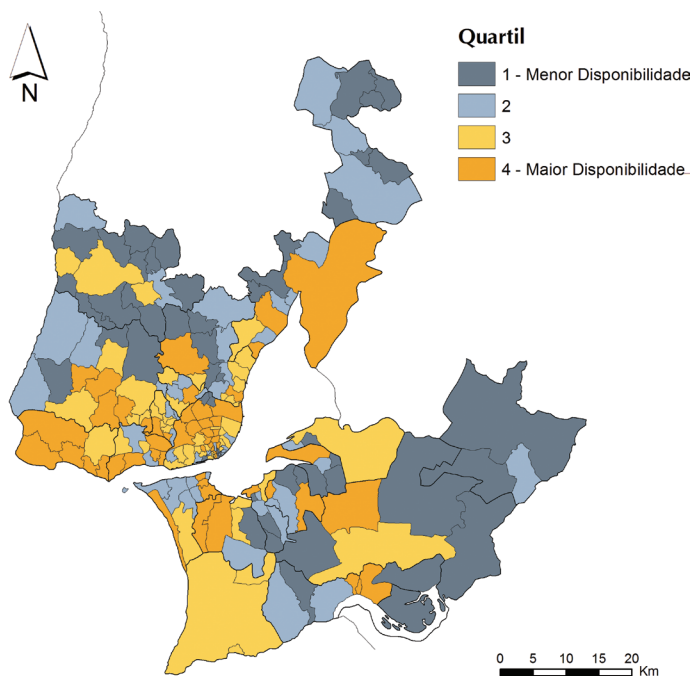 Quartil
1 - Menor Disponibilidade
2
3
4 - Maior Disponibilidade
N
0 5 10 15 20
Km